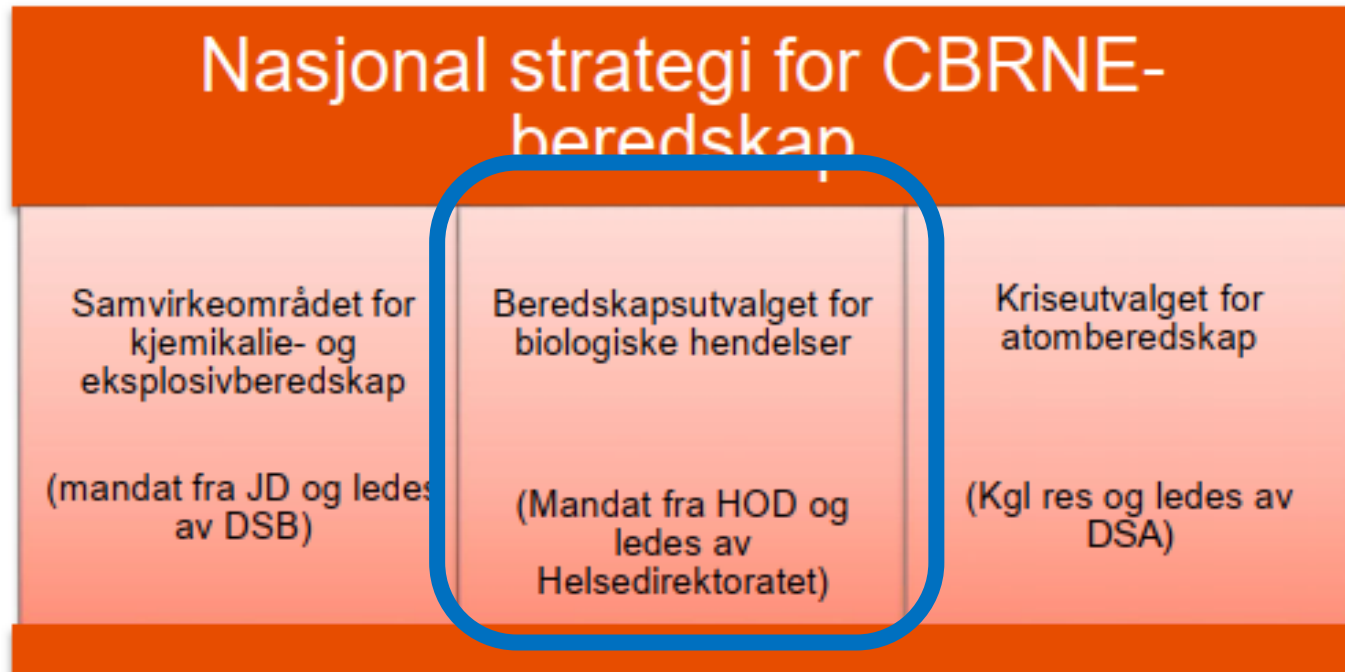 Nasjonal strategi for CBRNE-
beredskap
Samvirkeområdet for
kjemikalie- og
eksplosivberedskap
(mandat fra JD og ledes
av DSB)
Beredskapsutvalget for
biologiske hendelser
(Mandat fra HOD og
ledes av
Helsedirektoratet)
Kriseutvalget for
atomberedskap
(Kgl res og ledes av
DSA)